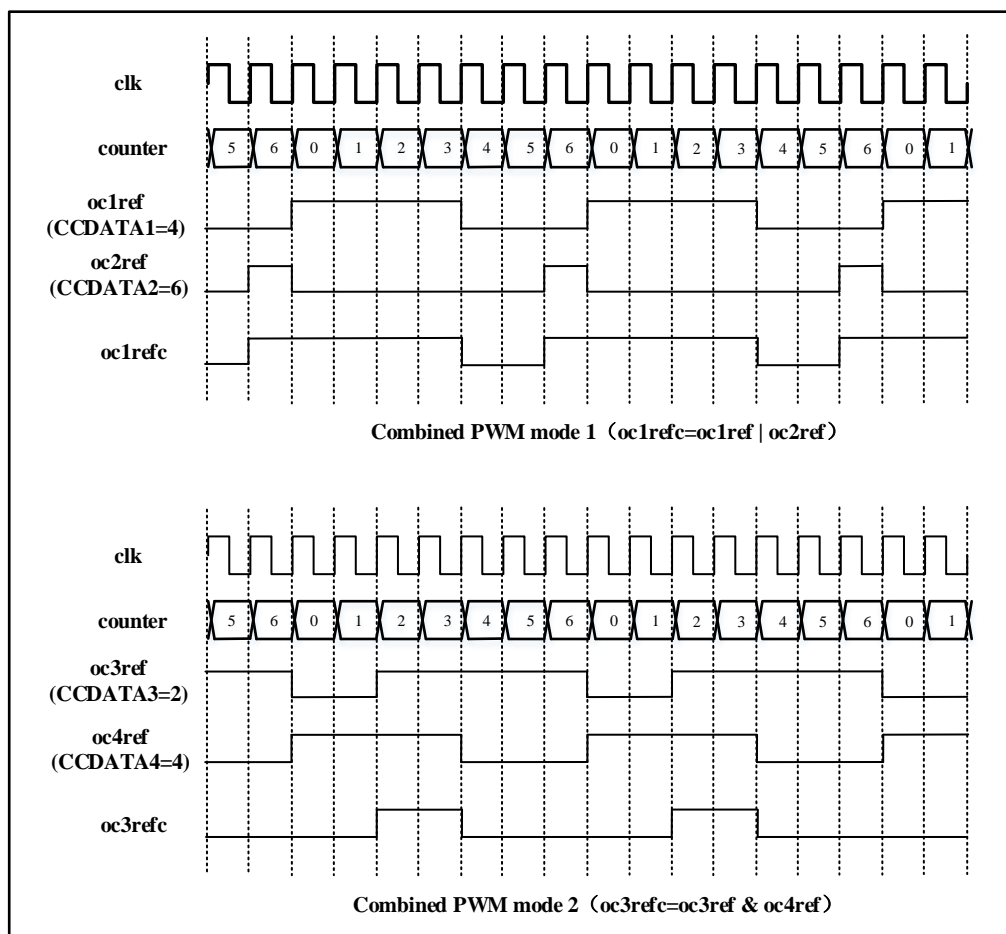 clk
counter
5 6 0 1 2 3 4 5 6 0 1 2 3 4 5 6 0 1
oc1ref
(CCDATA1=4)
oc2ref
(CCDATA2=6)
oc1refc
Combined PWM mode 1（oc1refc=oc1ref | oc2ref）
clk
counter
5 6 0 1 2 3 4 5 6 0 1 2 3 4 5 6 0 1
oc3ref
(CCDATA3=2)
oc4ref
(CCDATA4=4)
oc3refc
Combined PWM mode 2（oc3refc=oc3ref & oc4ref）